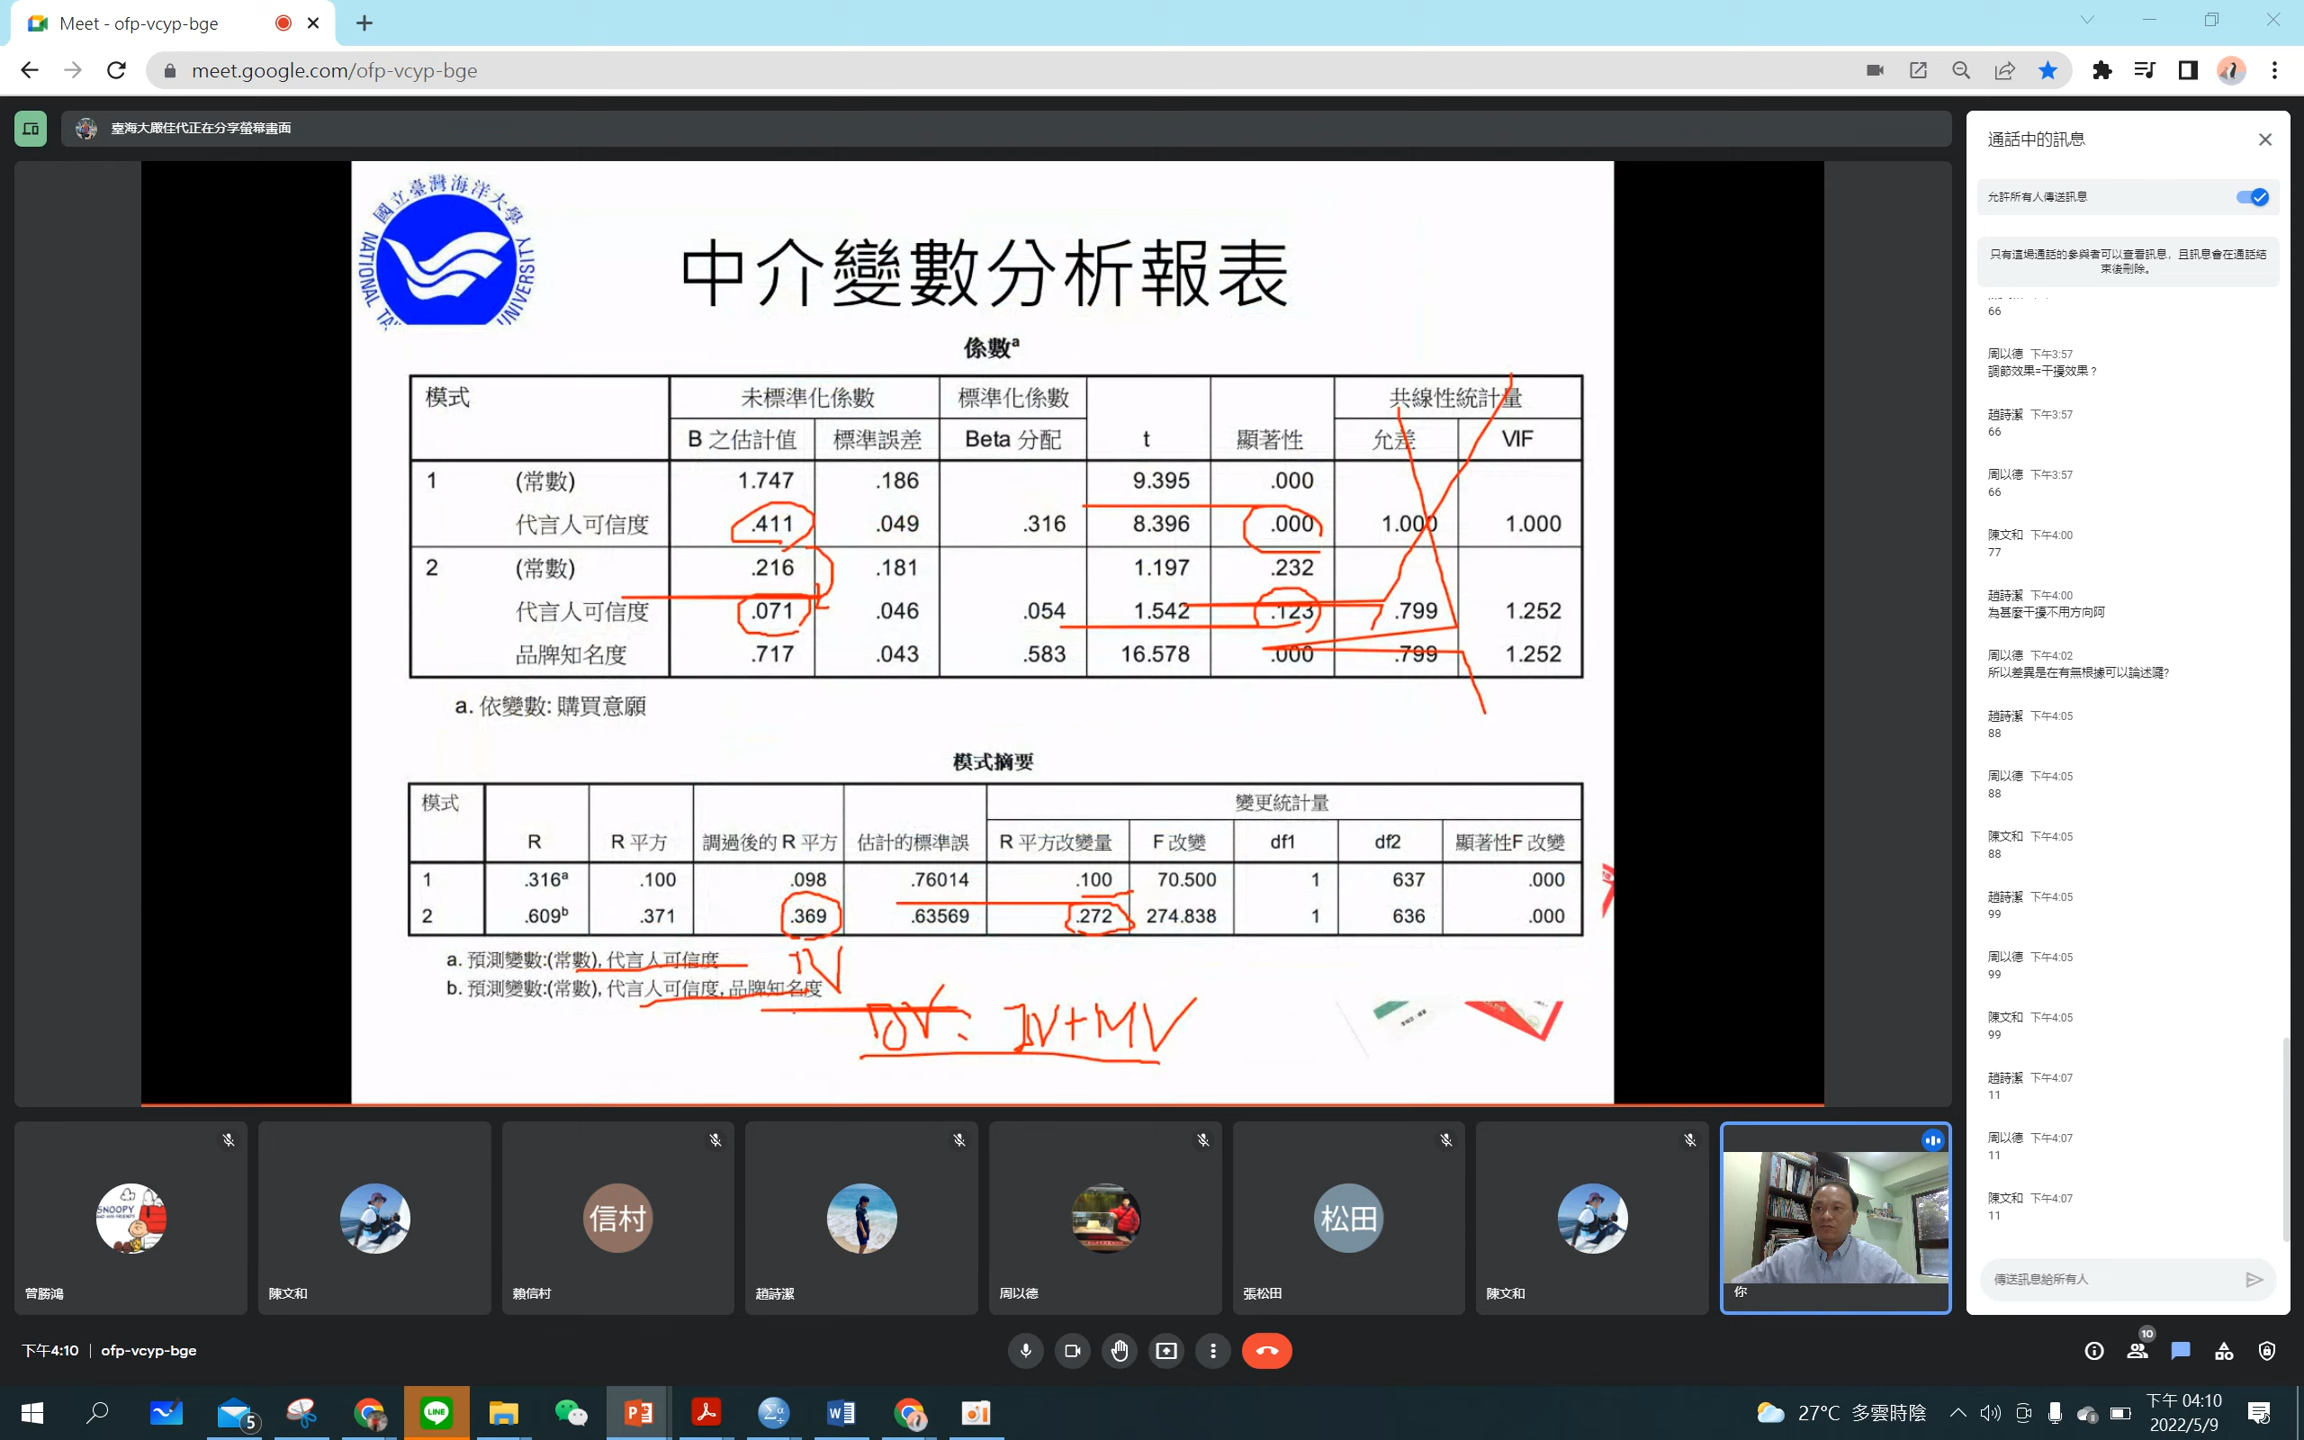 Meet - ofp-vcyp-bge
meet.google.com/ofp-vcyp-bge
臺海大嚴佳代正在分享螢幕畫面
國立臺灣海洋大學
NATIONAL TA
UNIVERSITY
中介變數分析報表
係數a
模式 未標準化係數 標準化係數 t 顯著性 共線性統計量
B 之估計值 標準誤差 Beta 分配 允差 VIF
1 (常數) 1.747 .186 9.395 .000
代言人可信度 .411 .049 .316 8.396 .000 1.000 1.000
2 (常數) .216 .181 1.197 .232
代言人可信度 .071 .046 .054 1.542 .123 .799 1.252
品牌知名度 .717 .043 .583 16.578 .000 .799 1.252
a. 依變數: 購買意願
模式摘要
模式 R R 平方 調過後的 R 平方 估計的標準誤 變更統計量
R 平方改變量 F 改變 df1 df2 顯著性F 改變
1 .316a .100 .098 .76014 .100 70.500 1 637 .000
2 .609b .371 .369 .63569 .272 274.838 1 636 .000
a. 預測變數:(常數), 代言人可信度
b. 預測變數:(常數), 代言人可信度, 品牌知名度
IV
DV: IV+MV
通話中的訊息
允許所有人傳送訊息
只有這場通話的參與者可以查看訊息，且訊息會在通話結
束後刪除。
66
周以德 下午3:57
調節效果=干擾效果？
趙詩潔 下午3:57
66
周以德 下午3:57
66
陳文和 下午4:00
77
趙詩潔 下午4:00
為甚麼干擾不用方向阿
周以德 下午4:02
所以差異是在有無根據可以論述囉?
趙詩潔 下午4:05
88
周以德 下午4:05
88
陳文和 下午4:05
88
趙詩潔 下午4:05
99
周以德 下午4:05
99
陳文和 下午4:05
99
趙詩潔 下午4:07
11
周以德 下午4:07
11
陳文和 下午4:07
11
傳送訊息給所有人
SNOOPY
信村
松田
曾勝鴻
陳文和
賴信村
趙詩潔
周以德
張松田
陳文和
你
下午4:10 | ofp-vcyp-bge
10
5
LINE
27°C 多雲時陰
下午 04:10
2022/5/9